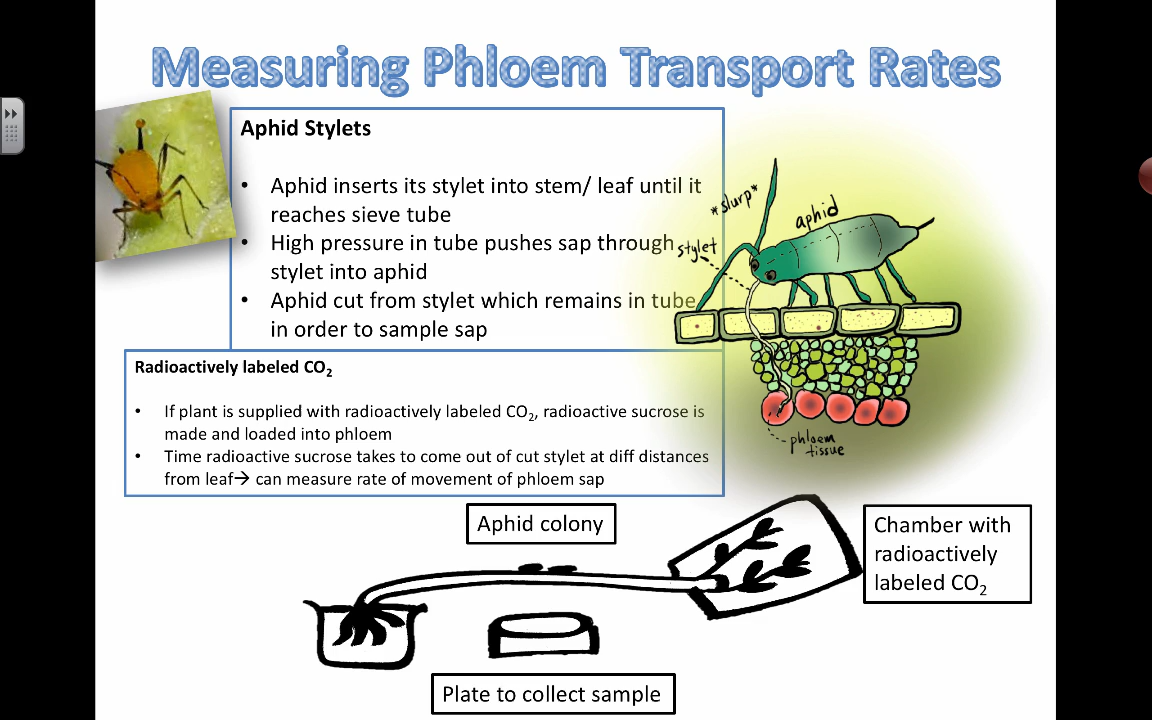 Measuring Phloem Transport Rates
Aphid Stylets
• Aphid inserts its stylet into stem/ leaf until it
reaches sieve tube
• High pressure in tube pushes sap through
stylet into aphid
• Aphid cut from stylet which remains in tube
in order to sample sap
*slurp*
aphid
stylet
phloem
tissue
Radioactively labeled CO₂
• If plant is supplied with radioactively labeled CO₂, radioactive sucrose is
made and loaded into phloem
• Time radioactive sucrose takes to come out of cut stylet at diff distances
from leaf→ can measure rate of movement of phloem sap
Aphid colony
Chamber with
radioactively
labeled CO₂
Plate to collect sample